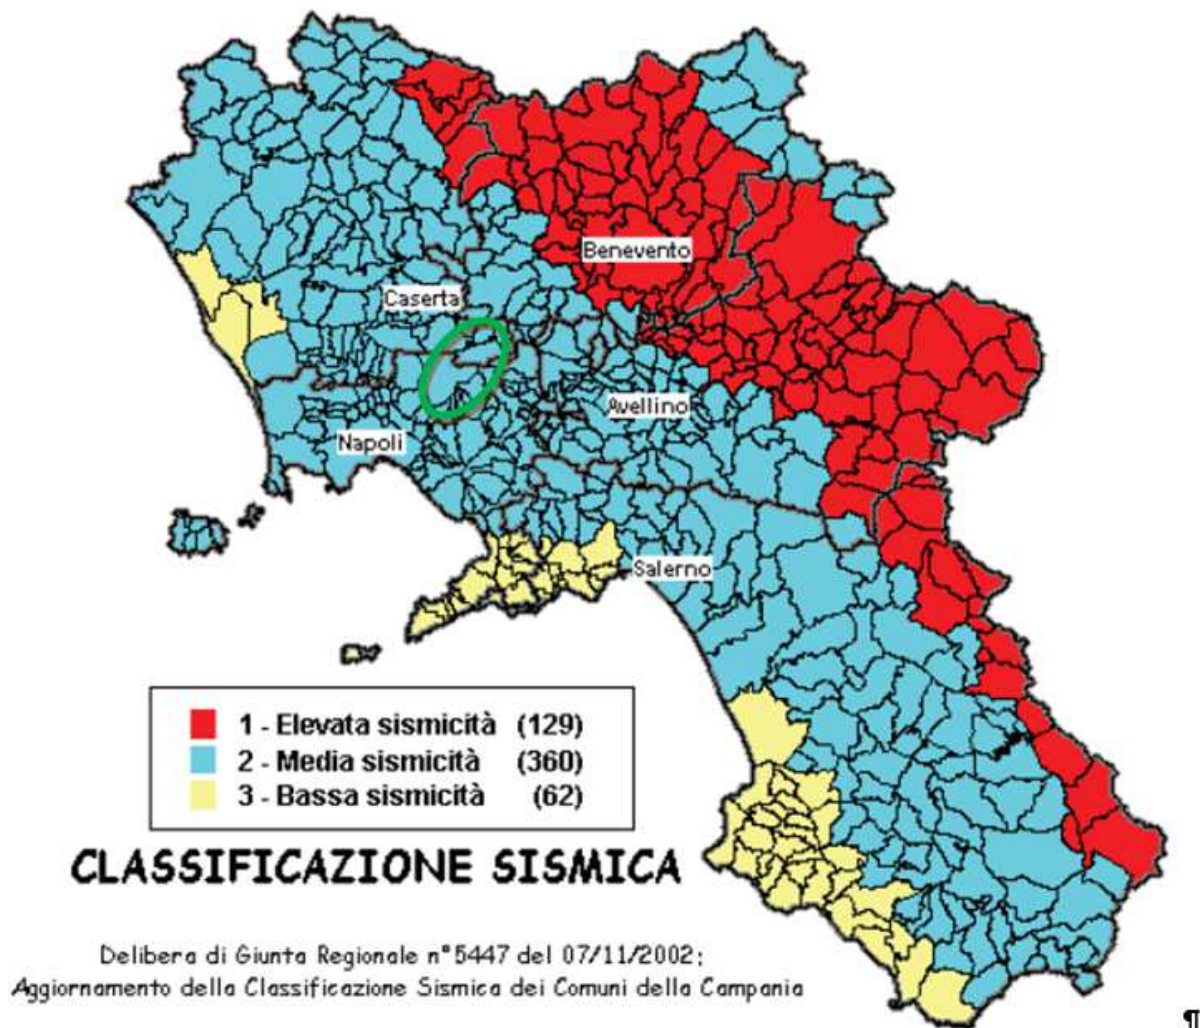 Benevento
Caserta
Avellino
Napoli
Salerno
1 - Elevata sismicità (129)
2 - Media sismicità (360)
3 - Bassa sismicità (62)
CLASSIFICAZIONE SISMICA
Delibera di Giunta Regionale n°5447 del 07/11/2002:
Aggiornamento della Classificazione Sismica dei Comuni della Campania
¶